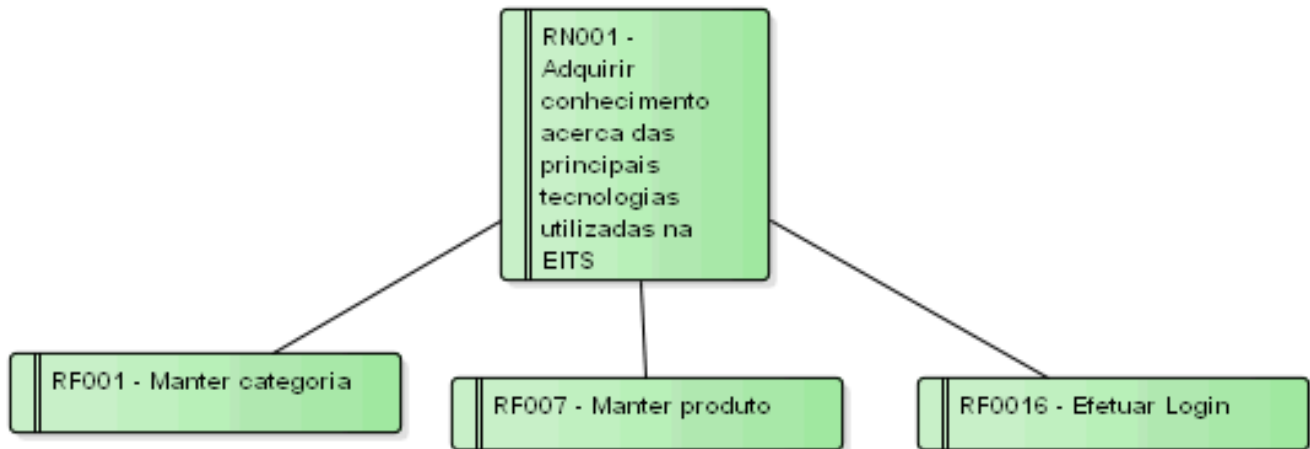 RN001 -
Adquirir
conhecimento
acerca das
principais
tecnologias
utilizadas na
EITS
RF001 - Manter categoria
RF007 - Manter produto
RF0016 - Efetuar Login